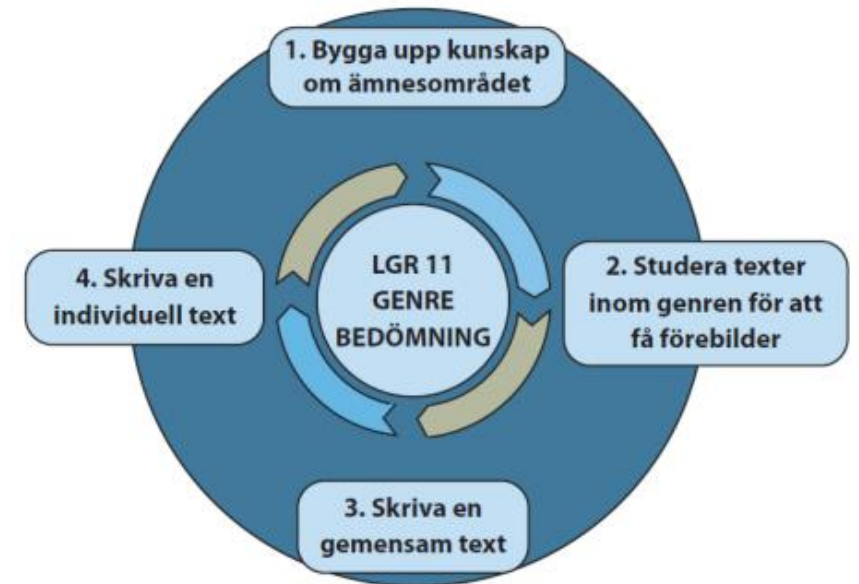 1. Bygga upp kunskap
om ämnesområdet
2. Studera texter
inom genren för att
få förebilder
3. Skriva en
gemensam text
4. Skriva en
individuell text
LGR 11
GENRE
BEDÖMNING